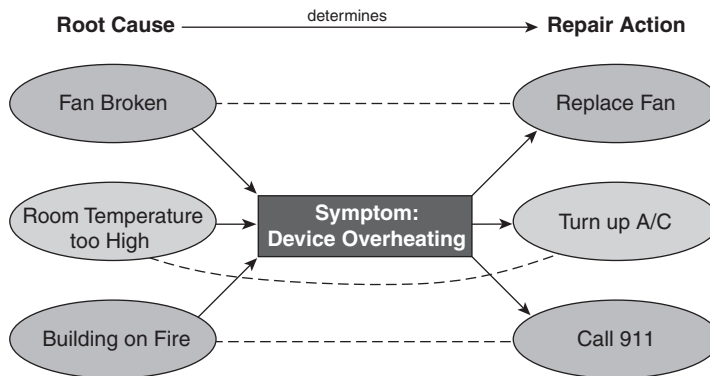 determines
Root Cause
Repair Action
Fan Broken
Replace Fan
Room Temperature
too High
Symptom:
Device Overheating
Turn up A/C
Building on Fire
Call 911